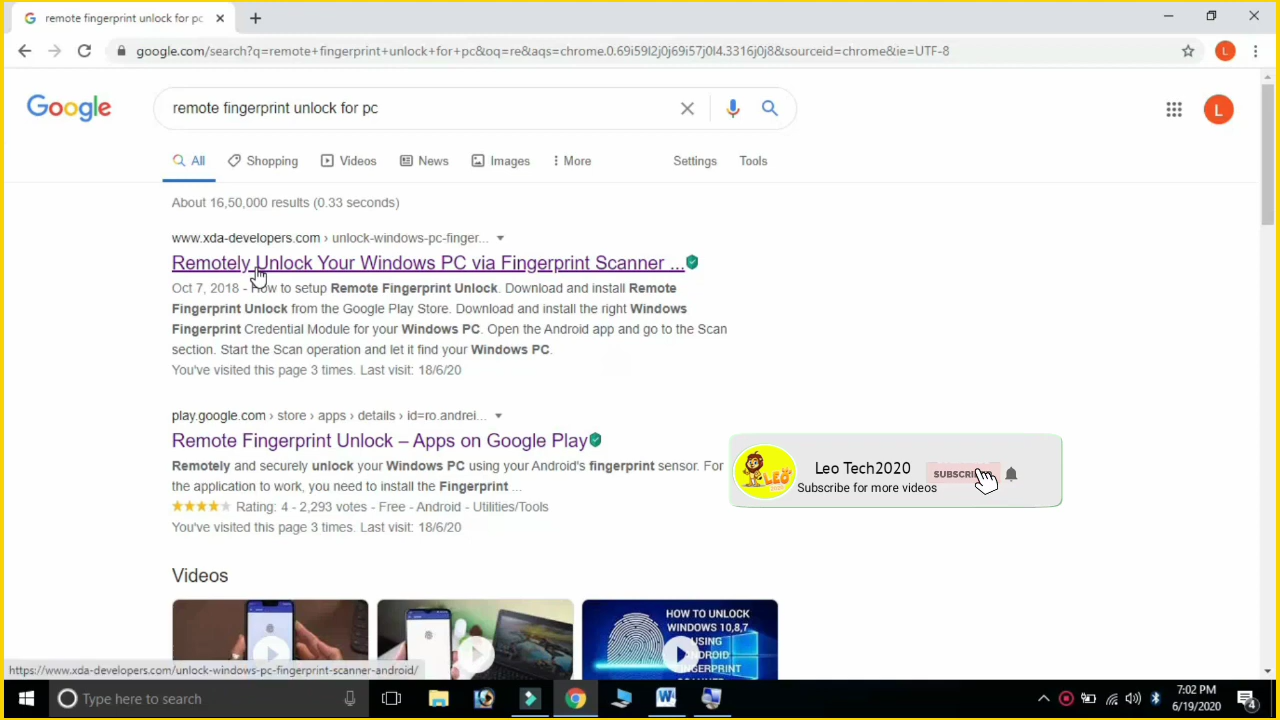 remote fingerprint unlock for pc
google.com/search?q=remote+fingerprint+unlock+for+pc&oq=re&aqs=chrome.0.69i59l2j0j69i57j0l4.3316j0j8&sourceid=chrome&ie=UTF-8
L
Google
remote fingerprint unlock for pc
L
All
Shopping
Videos
News
Images
More
Settings
Tools
About 16,50,000 results (0.33 seconds)
www.xda-developers.com › unlock-windows-pc-finger...
Remotely Unlock Your Windows PC via Fingerprint Scanner ...
Oct 7, 2018 - How to setup Remote Fingerprint Unlock. Download and install Remote
Fingerprint Unlock from the Google Play Store. Download and install the right Windows
Fingerprint Credential Module for your Windows PC. Open the Android app and go to the Scan
section. Start the Scan operation and let it find your Windows PC.
You've visited this page 3 times. Last visit: 18/6/20
play.google.com › store › apps › details › id=ro.andrei...
Remote Fingerprint Unlock – Apps on Google Play
Remotely and securely unlock your Windows PC using your Android's fingerprint sensor. For
the application to work, you need to install the Fingerprint ...
Rating: 4 - 2,293 votes - Free - Android - Utilities/Tools
You've visited this page 3 times. Last visit: 18/6/20
LEO
Leo Tech2020
SUBSCRIBE
Subscribe for more videos
Videos
HOW TO UNLOCK
WINDOWS 10,8,7
USING
ANDROID
FINGERPRINT
SCANNER
https://www.xda-developers.com/unlock-windows-pc-fingerprint-scanner-android/
Type here to search
7:02 PM
6/19/2020
4